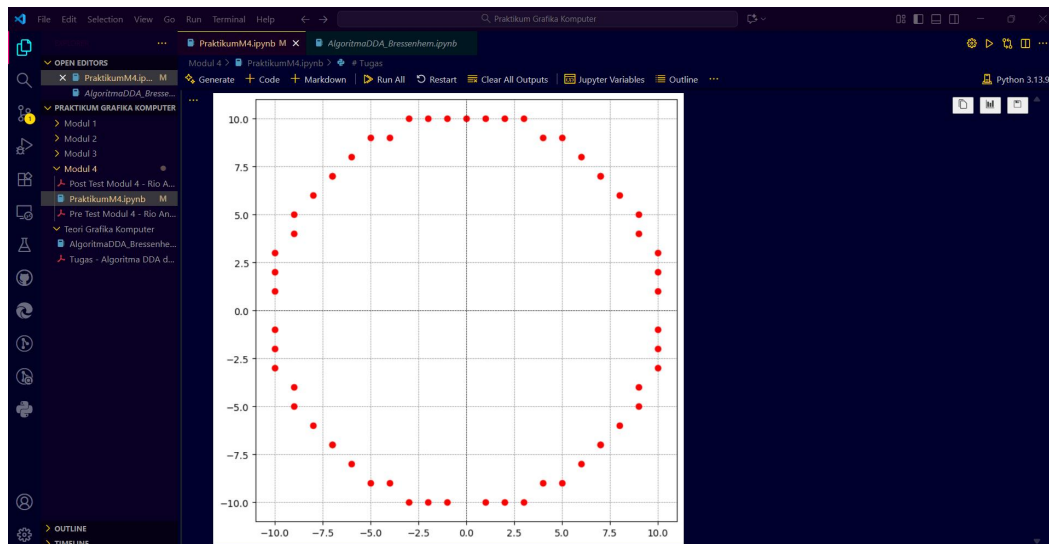 File Edit Selection View Go Run Terminal Help
Praktikum Grafika Komputer
PraktikumM4.ipynb M
AlgoritmaDDA_Bressenhem.ipynb
Modul 4 > PraktikumM4.ipynb > # Tugas
Generate + Code + Markdown Run All Restart Clear All Outputs Jupyter Variables Outline ...
Python 3.13.9
OPEN EDITORS
PraktikumM4.ip... M
AlgoritmaDDA_Bresse...
PRAKTIKUM GRAFIKA KOMPUTER
Modul 1
Modul 2
Modul 3
Modul 4
Post Test Modul 4 - Rio A...
PraktikumM4.ipynb M
Pre Test Modul 4 - Rio An...
Teori Grafika Komputer
AlgoritmaDDA_Bressenhe...
Tugas - Algoritma DDA d...
OUTLINE
TIMELINE
1
10.0
7.5
5.0
2.5
0.0
−2.5
−5.0
−7.5
−10.0
−10.0 −7.5 −5.0 −2.5 0.0 2.5 5.0 7.5 10.0